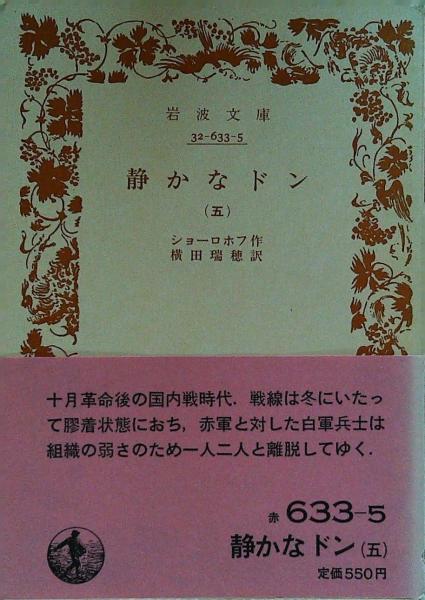 岩波文庫
32-633-5
静かなドン
(五)
ショーロホフ作
横田瑞穂訳
十月革命後の国内戦時代．戦線は冬にいたっ
て膠着状態におち，赤軍と対した白軍兵士は
組織の弱さのため一人二人と離脱してゆく．
赤 633-5
静かなドン(五)
定価550円